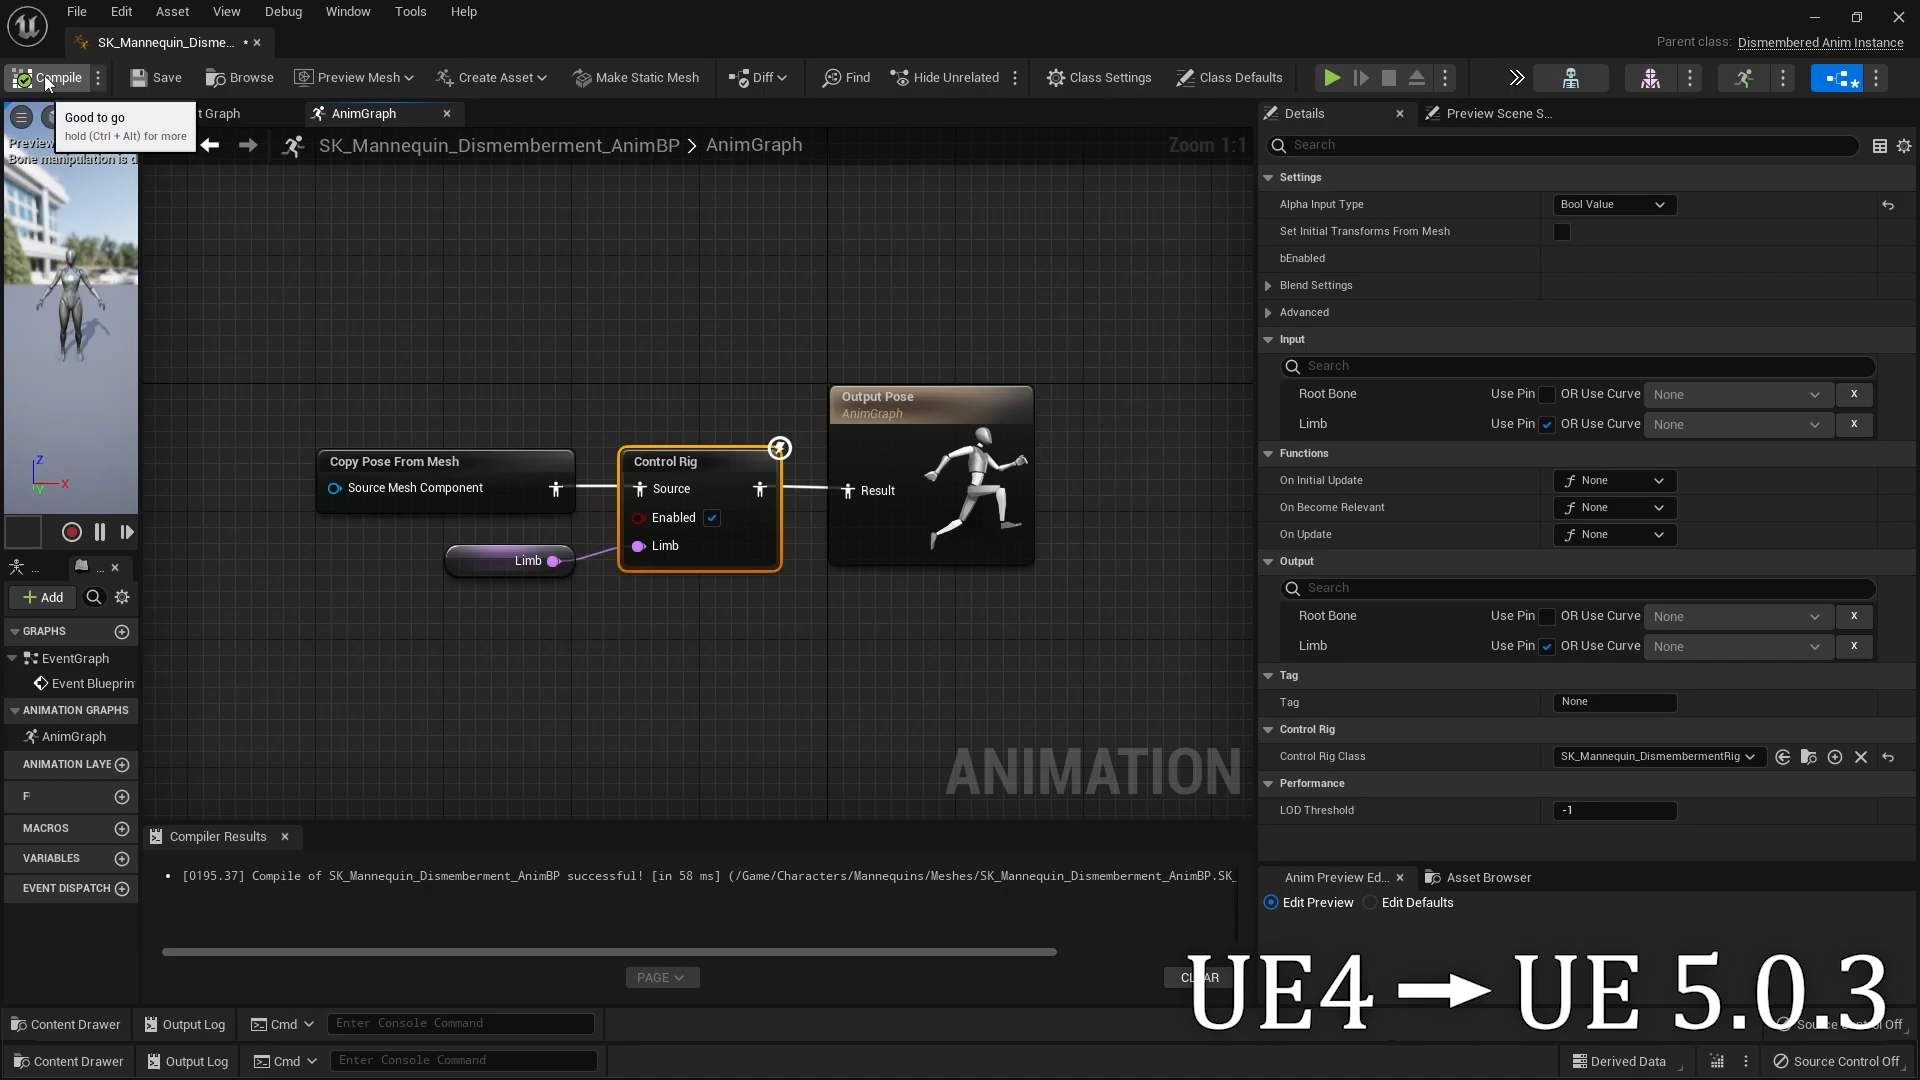 File Edit Asset View Debug Window Tools Help
SK_Mannequin_Disme... •
Parent class: Dismembered Anim Instance
Compile Save Browse Preview Mesh Create Asset Make Static Mesh Diff Find Hide Unrelated Class Settings Class Defaults
Good to go
hold (Ctrl + Alt) for more
t Graph
AnimGraph
Details
Preview Scene S...
Preview
Bone manipulation is d
SK_Mannequin_Dismemberment_AnimBP > AnimGraph
Zoom 1:1
Search
Settings
Alpha Input Type Bool Value
Set Initial Transforms From Mesh
bEnabled
Blend Settings
Advanced
Input
Search
Root Bone Use Pin OR Use Curve None X
Limb Use Pin OR Use Curve None X
Functions
On Initial Update None
On Become Relevant None
On Update None
Output
Search
Root Bone Use Pin OR Use Curve None X
Limb Use Pin OR Use Curve None X
Tag
Tag None
Control Rig
Control Rig Class SK_Mannequin_DismembermentRig
Performance
LOD Threshold -1
Output Pose
AnimGraph
Result
Copy Pose From Mesh
Source Mesh Component
Control Rig
Source
Enabled
Limb
Limb
Z
X
Y
Add
GRAPHS
EventGraph
Event Blueprin
ANIMATION GRAPHS
AnimGraph
ANIMATION LAYE
F
MACROS
VARIABLES
EVENT DISPATCH
ANIMATION
Compiler Results
• [0195.37] Compile of SK_Mannequin_Dismemberment_AnimBP successful! [in 58 ms] (/Game/Characters/Mannequins/Meshes/SK_Mannequin_Dismemberment_AnimBP.SK_
PAGE
CLEAR
Anim Preview Ed...
Asset Browser
Edit Preview Edit Defaults
UE4 → UE 5.0.3
Content Drawer Output Log Cmd Enter Console Command Source Control Off
Content Drawer Output Log Cmd Enter Console Command Derived Data Source Control Off